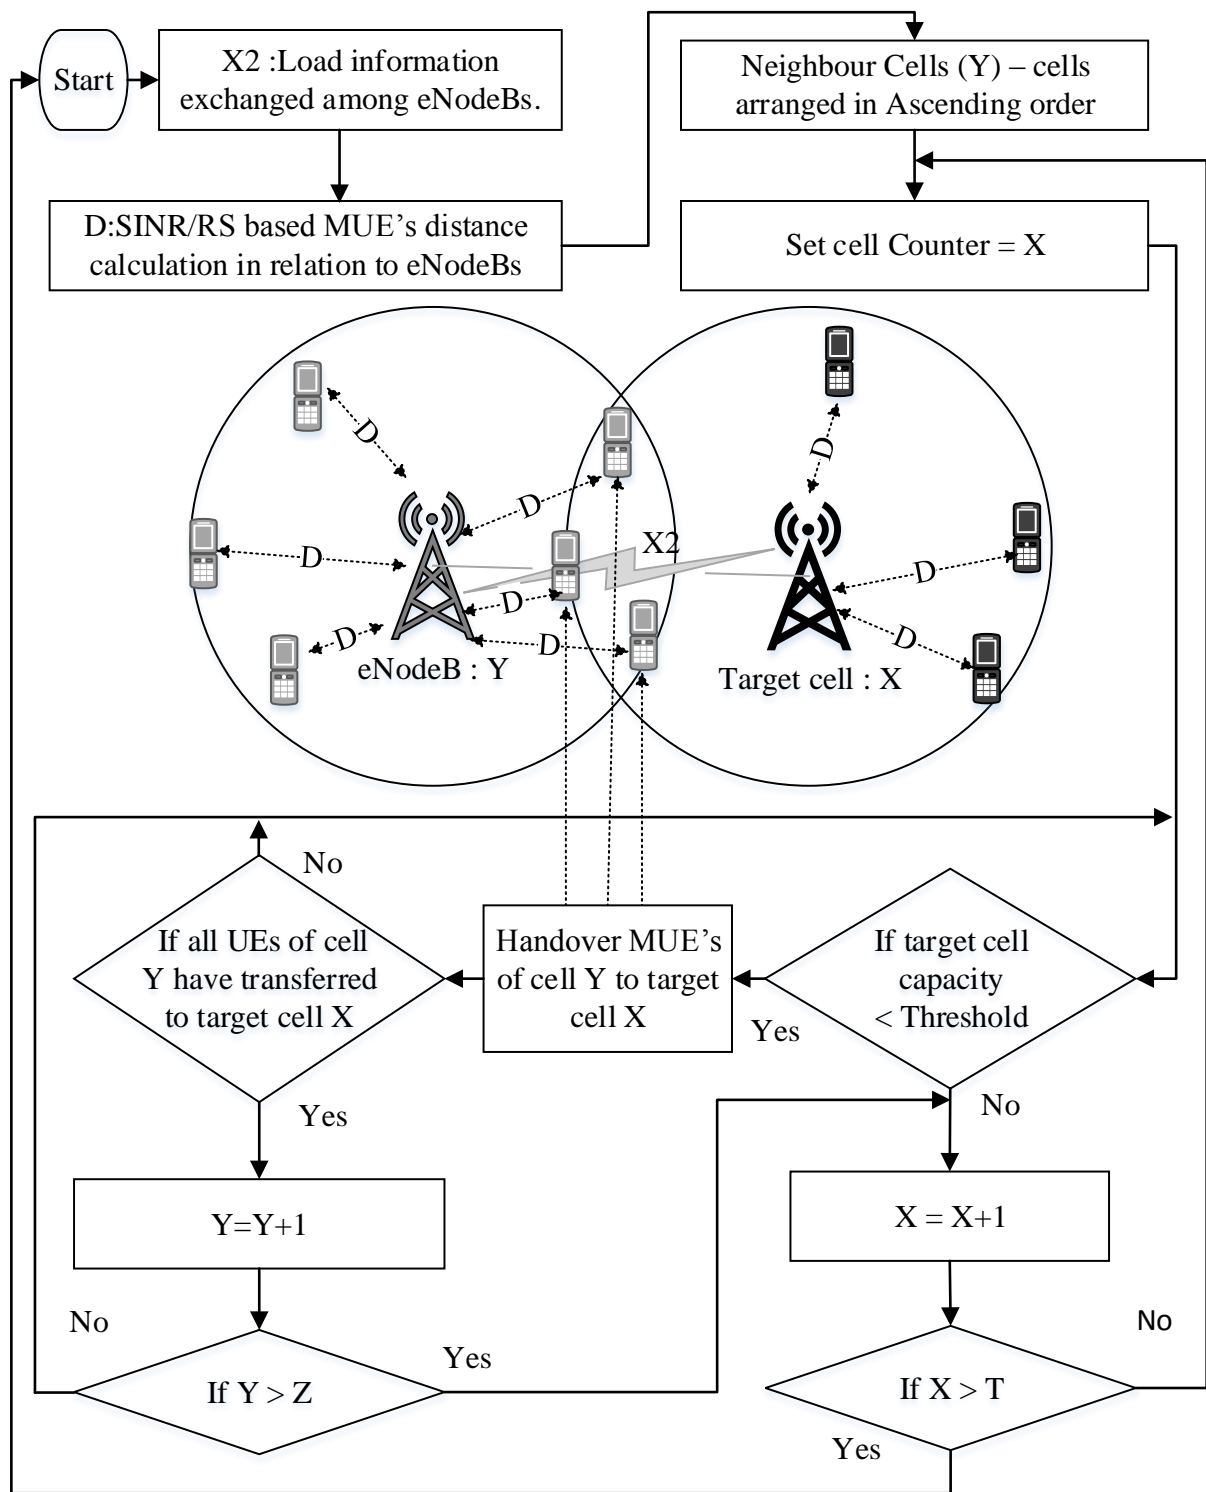 Start
X2 :Load information
exchanged among eNodeBs.
Neighbour Cells (Y) – cells
arranged in Ascending order
D:SINR/RS based MUE’s distance
calculation in relation to eNodeBs
Set cell Counter = X
D
D
D
D
X2
D
D
D
D
D
D
eNodeB : Y
Target cell : X
No
If all UEs of cell
Y have transferred
to target cell X
Handover MUE’s
of cell Y to target
cell X
If target cell
capacity
< Threshold
Yes
Yes
No
Y=Y+1
X = X+1
No
Yes
No
If Y > Z
If X > T
Yes